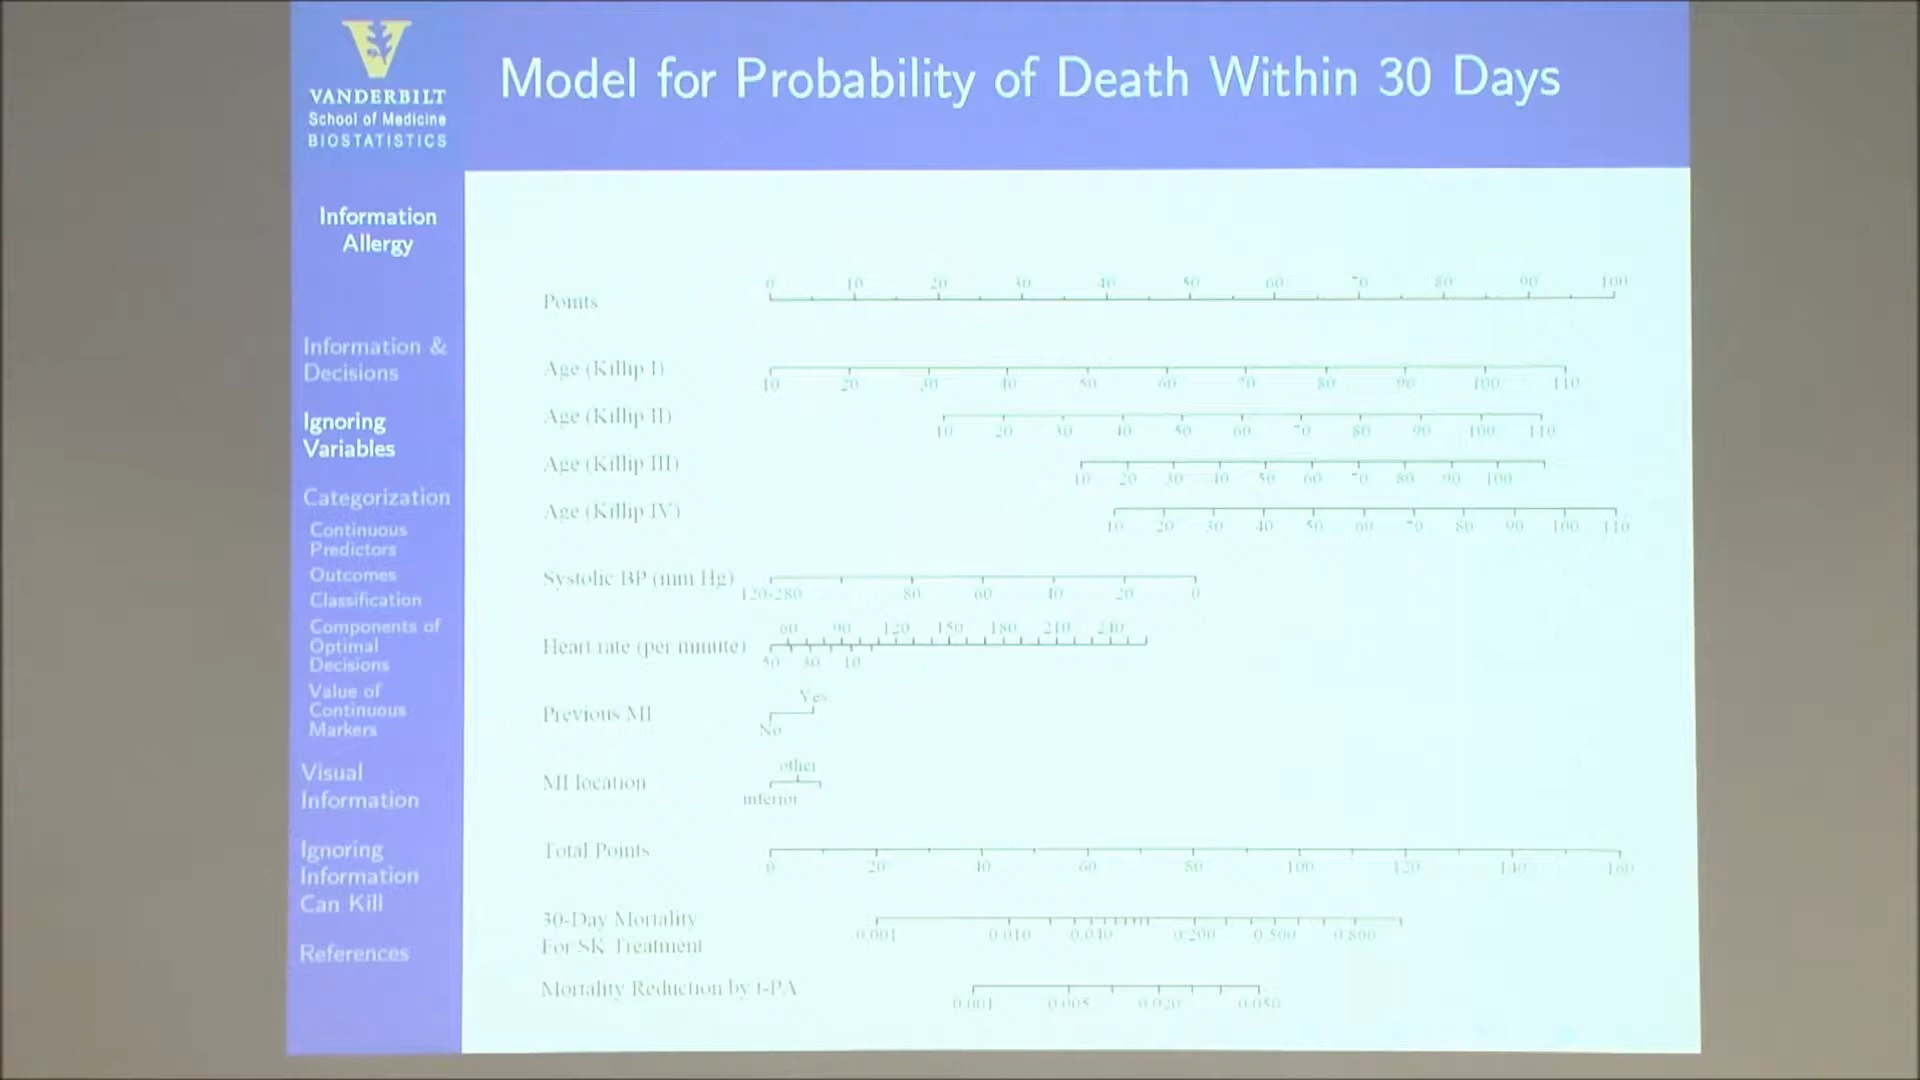 VANDERBILT
School of Medicine
BIOSTATISTICS
Model for Probability of Death Within 30 Days
Information
Allergy
Information &
Decisions
Ignoring
Variables
Categorization
Continuous
Predictors
Outcomes
Classification
Components of
Optimal
Decisions
Value of
Continuous
Markers
Visual
Information
Ignoring
Information
Can Kill
References
0 10 20 30 40 50 60 70 80 90 100
Points
Age (Killip I)
10 20 30 40 50 60 70 80 90 100 110
Age (Killip II)
10 20 30 40 50 60 70 80 90 100 110
Age (Killip III)
10 20 30 40 50 60 70 80 90 100
Age (Killip IV)
10 20 30 40 50 60 70 80 90 100 110
Systolic BP (mm Hg)
120-280 80 60 40 20 0
60 90 120 150 180 210 240
Heart rate (per minute)
50 30 10
Yes
Previous MI
No
other
MI location
inferior
Total Points
0 20 40 60 80 100 120 140 160
30-Day Mortality
For SK Treatment
0.001 0.010 0.040 0.200 0.500 0.800
Mortality Reduction by t-PA
0.001 0.005 0.020 0.050